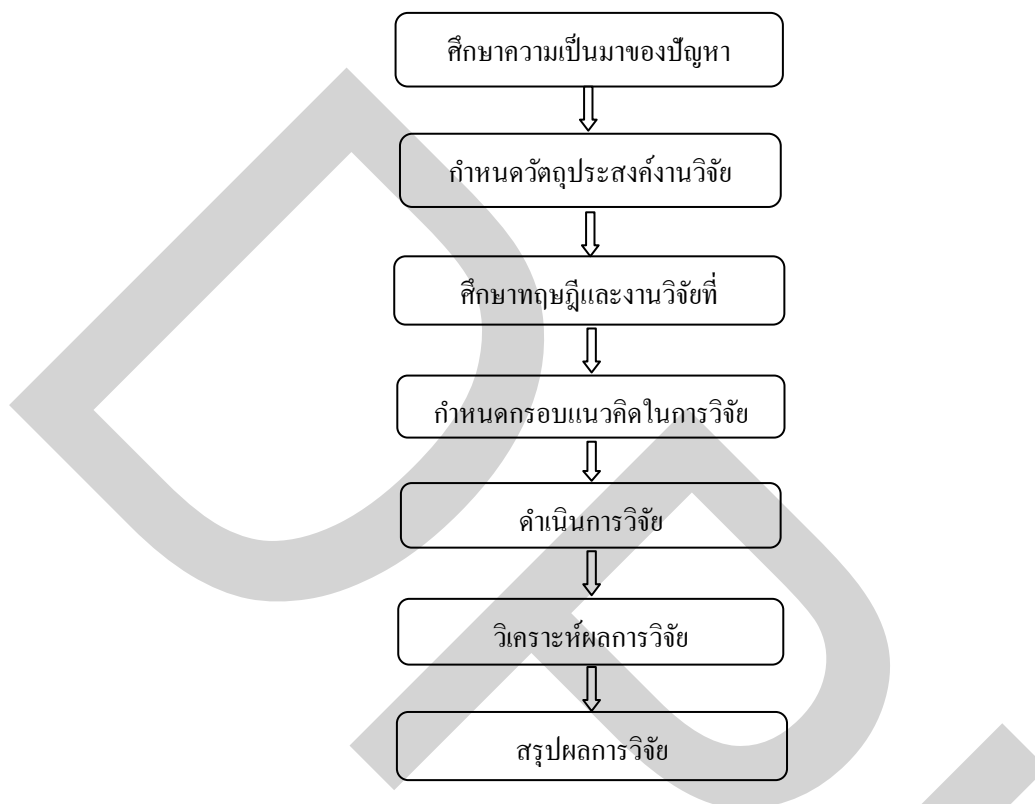 ศึกษาความเป็นมาของปัญหา
กำหนดวัตถุประสงค์งานวิจัย
ศึกษาทฤษฎีและงานวิจัยที่
กำหนดกรอบแนวคิดในการวิจัย
ดำเนินการวิจัย
วิเคราะห์ผลการวิจัย
สรุปผลการวิจัย